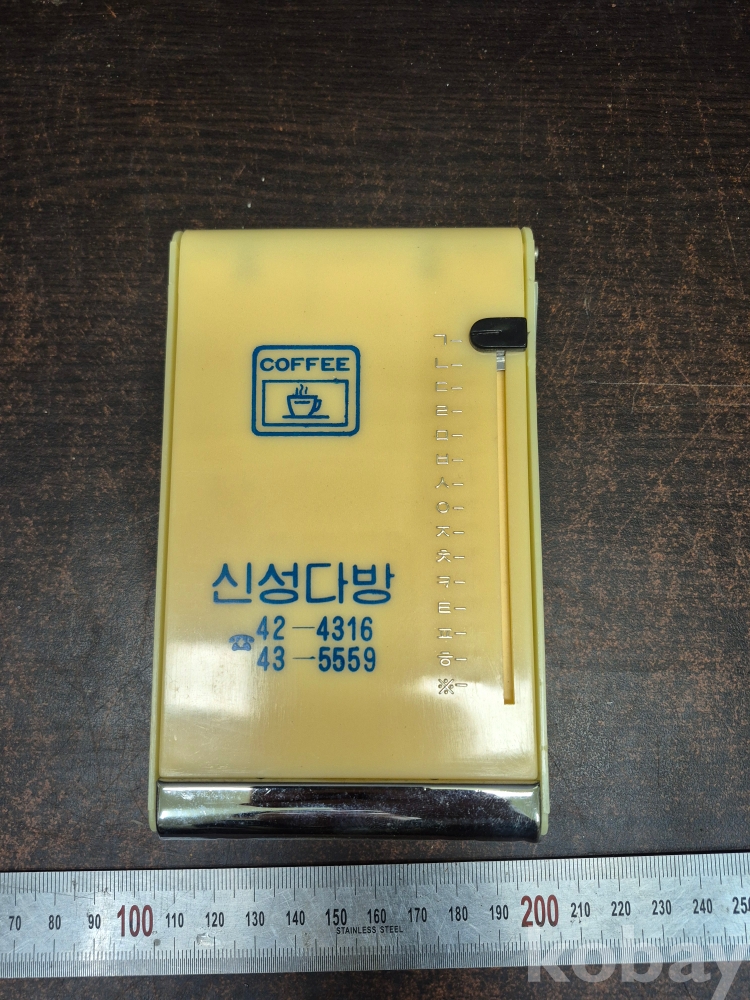 COFFEE
신성다방
☎ 42-4316
43-5559
ㄱ
ㄴ
ㄷ
ㄹ
ㅁ
ㅂ
ㅅ
ㅇ
ㅈ
ㅊ
ㅋ
ㅌ
ㅍ
ㅎ
※
70 80 90 100 110 120 130 140 150 160 170 180 190 200 210 220 230 240 250
STAINLESS STEEL
kobay